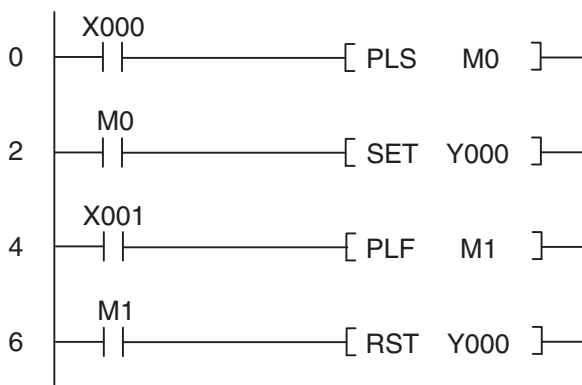 X000
0 [ PLS M0 ]
M0
2 [ SET Y000 ]
X001
4 [ PLF M1 ]
M1
6 [ RST Y000 ]